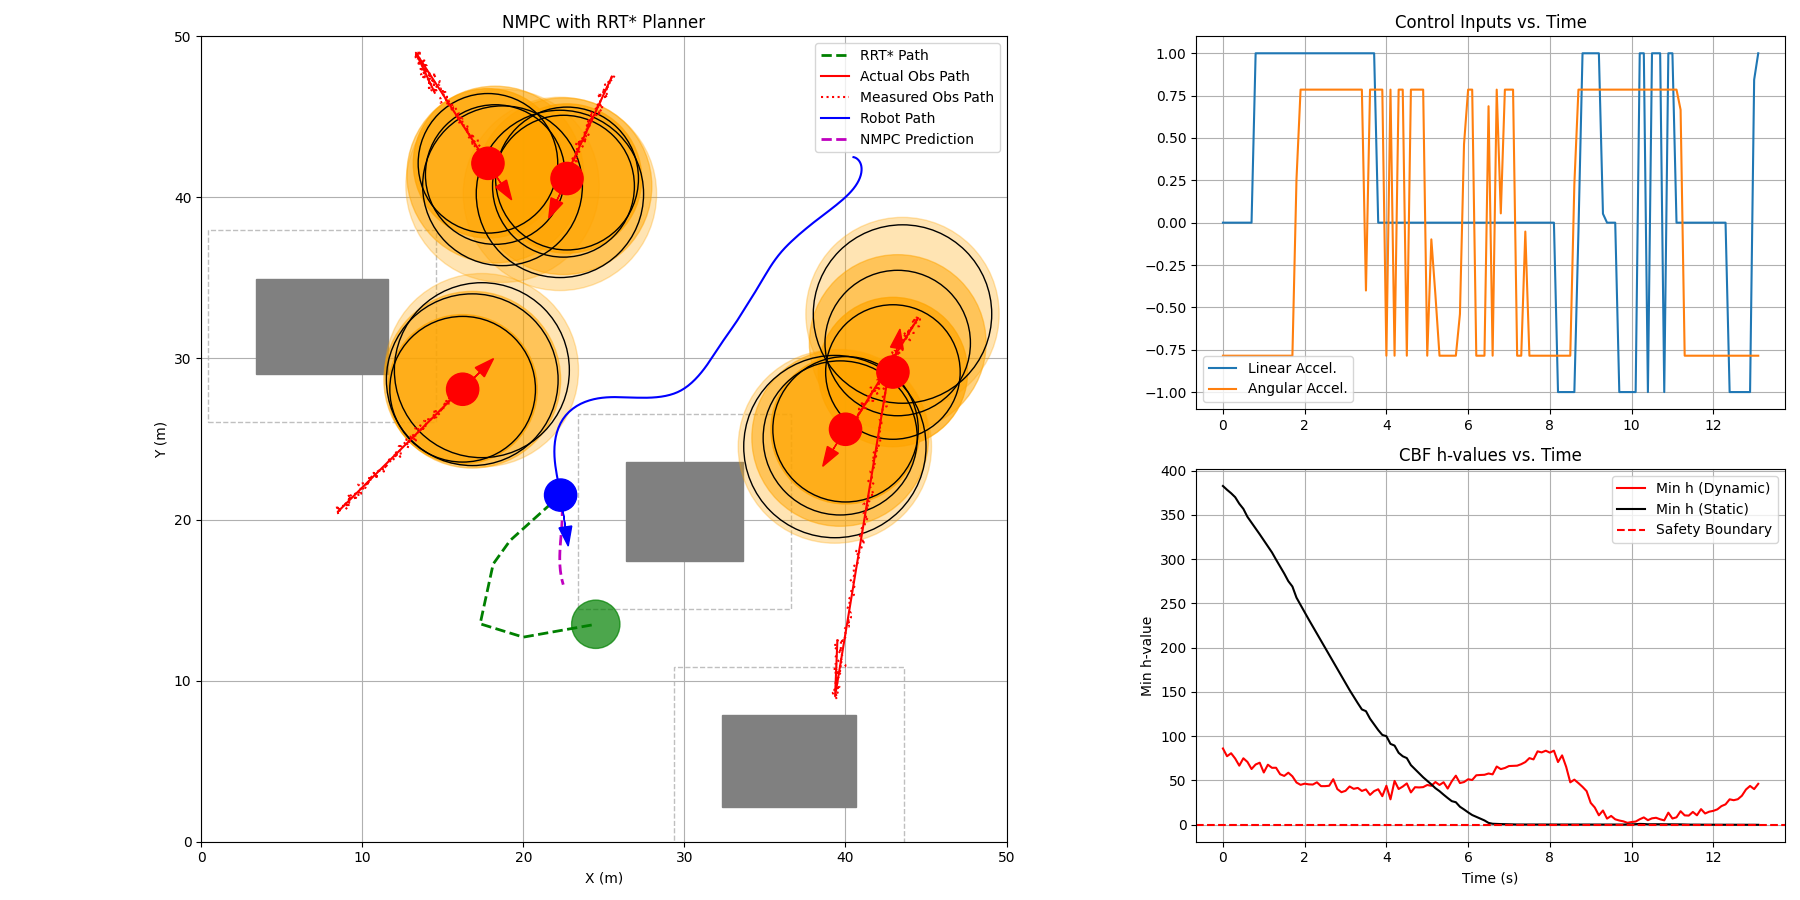 NMPC with RRT* Planner
50
40
30
20
10
0
Y (m)
0 10 20 30 40 50
X (m)
RRT* Path
Actual Obs Path
Measured Obs Path
Robot Path
NMPC Prediction
Control Inputs vs. Time
1.00
0.75
0.50
0.25
0.00
−0.25
−0.50
−0.75
−1.00
Linear Accel.
Angular Accel.
0 2 4 6 8 10 12
CBF h-values vs. Time
400
350
300
250
200
150
100
50
0
Min h-value
Min h (Dynamic)
Min h (Static)
Safety Boundary
0 2 4 6 8 10 12
Time (s)